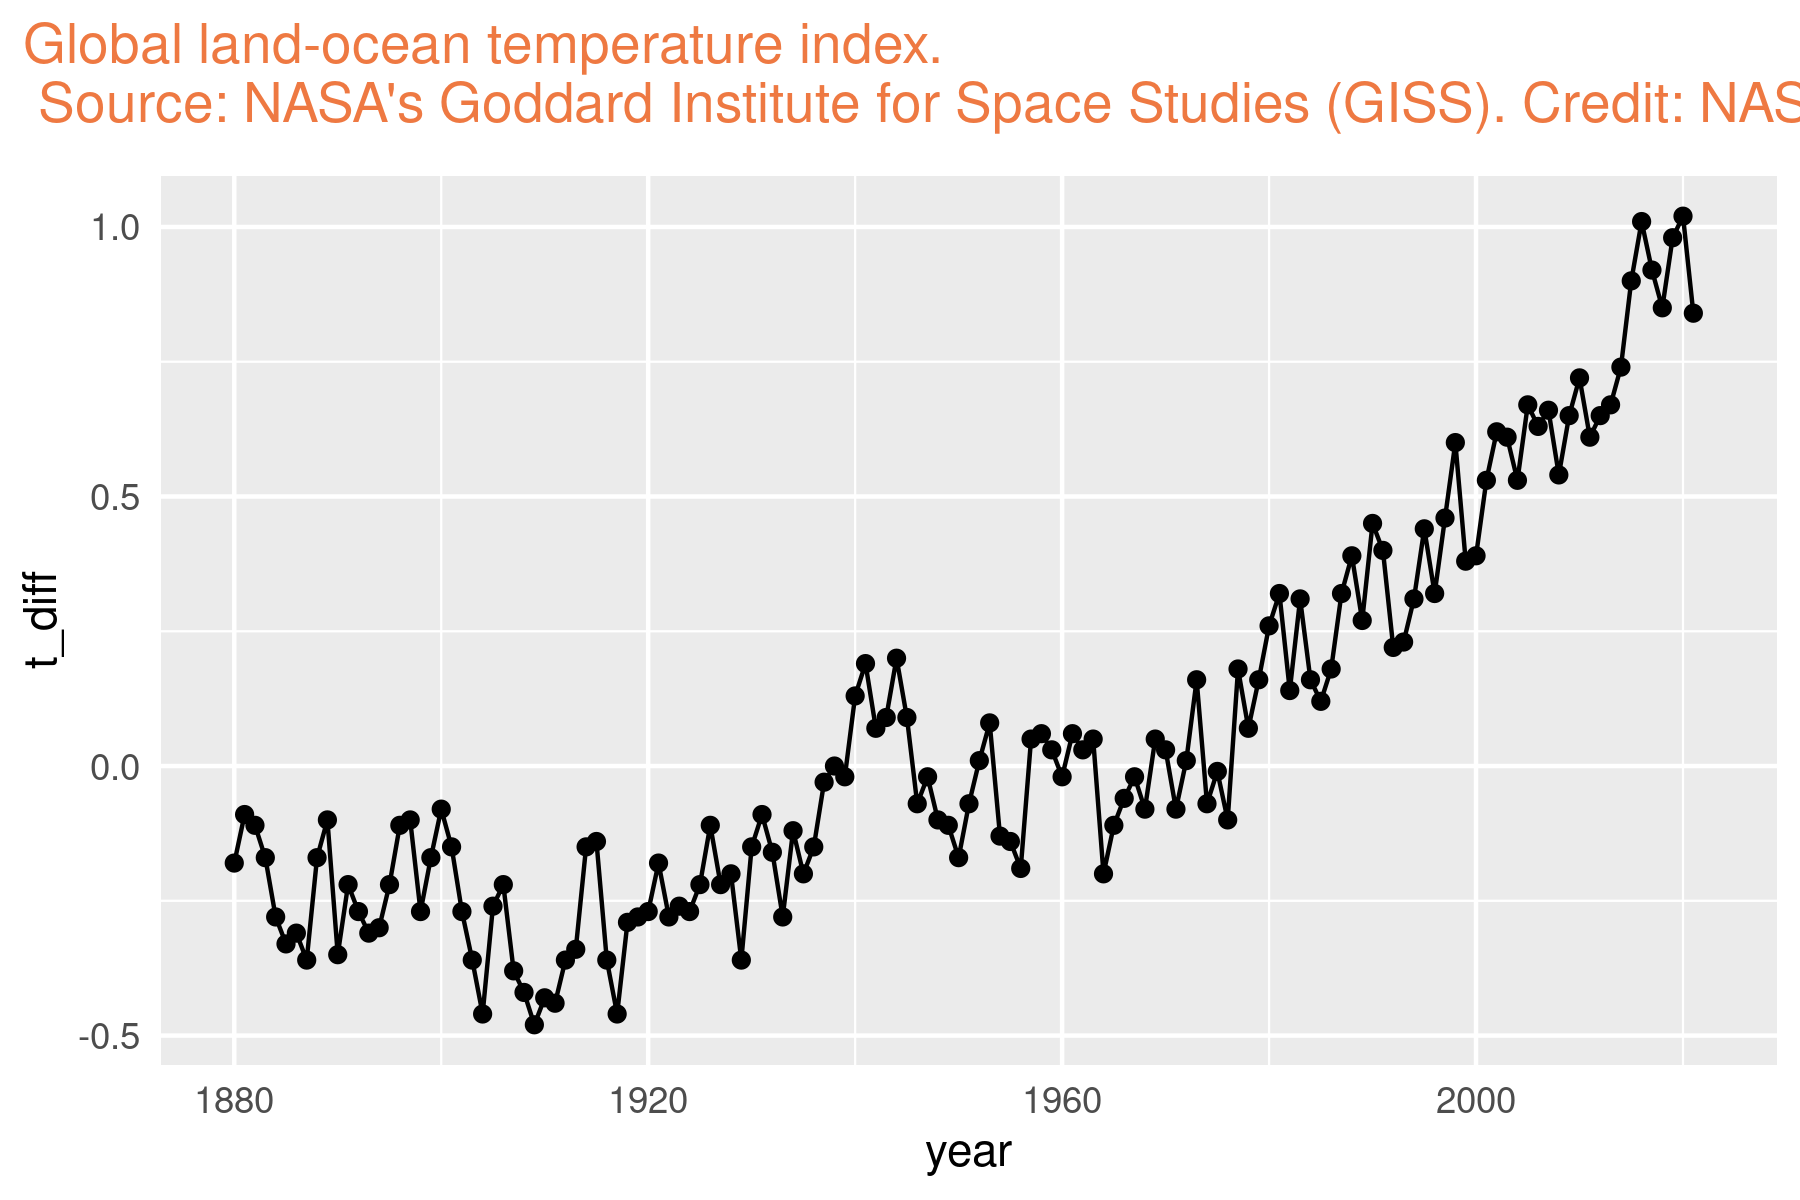 Global land-ocean temperature index.
Source: NASA's Goddard Institute for Space Studies (GISS). Credit: NAS
1.0
0.5
0.0
-0.5
t_diff
1880 1920 1960 2000
year